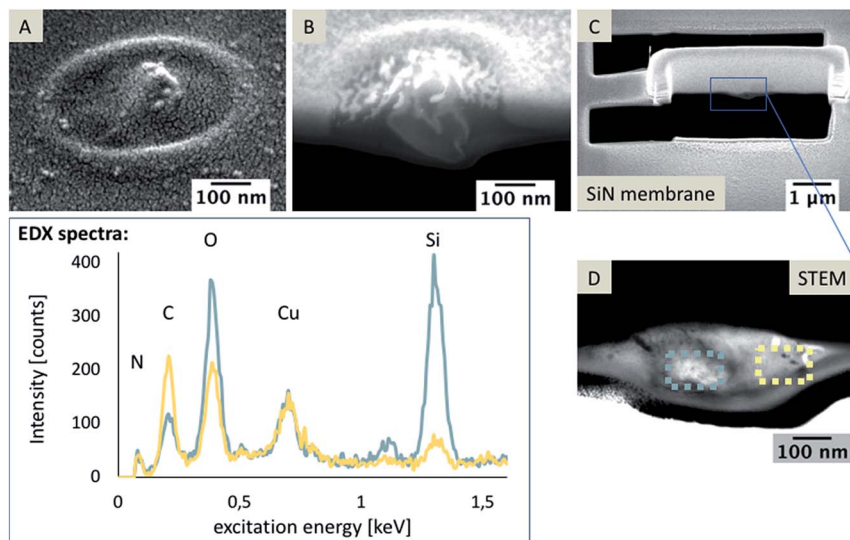 A
100 nm
B
100 nm
C
SiN membrane
1 µm
EDX spectra:
Intensity [counts]
400
300
200
100
0
N
C
O
Cu
Si
0
0,5
1
1,5
excitation energy [keV]
D
STEM
100 nm